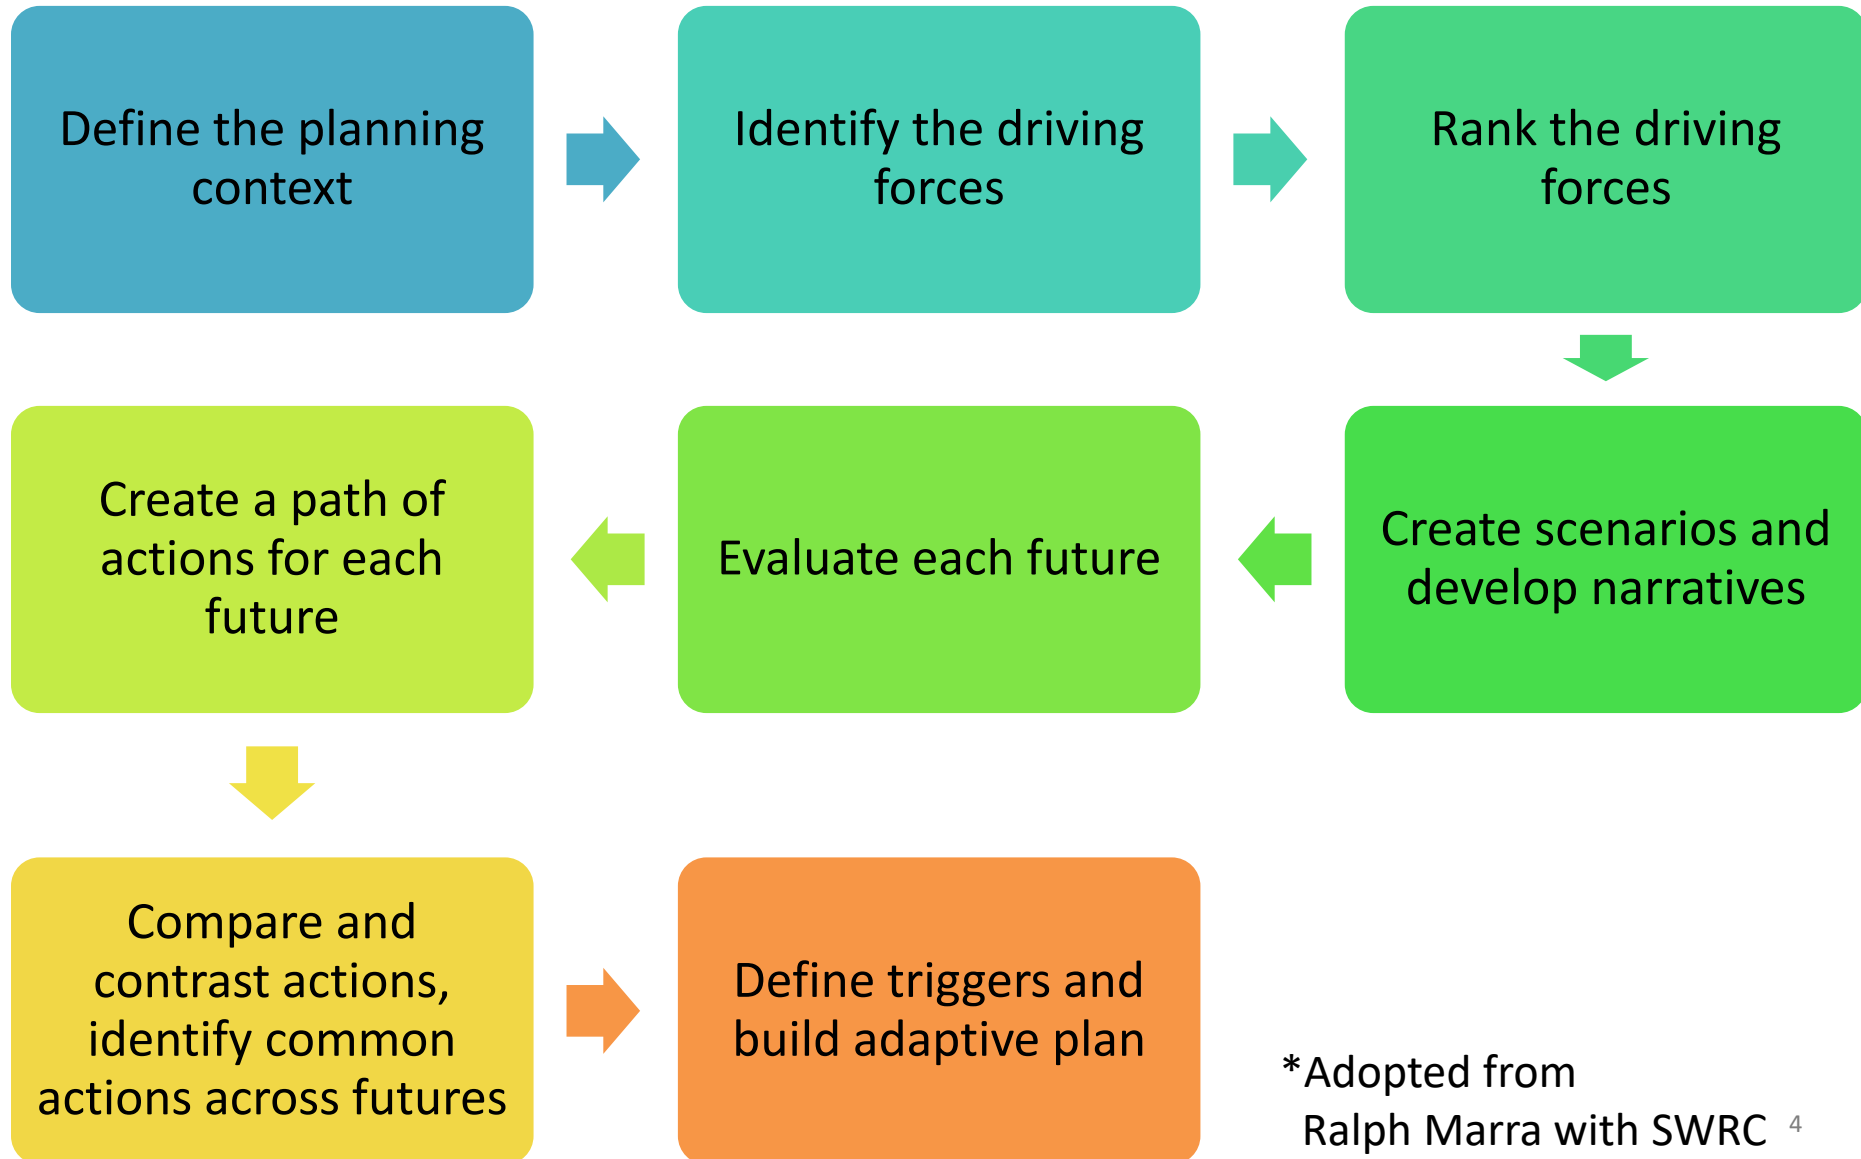 Define the planning
context
Identify the driving
forces
Rank the driving
forces
Create scenarios and
develop narratives
Evaluate each future
Create a path of
actions for each
future
Compare and
contrast actions,
identify common
actions across futures
Define triggers and
build adaptive plan
*Adopted from
Ralph Marra with SWRC 4